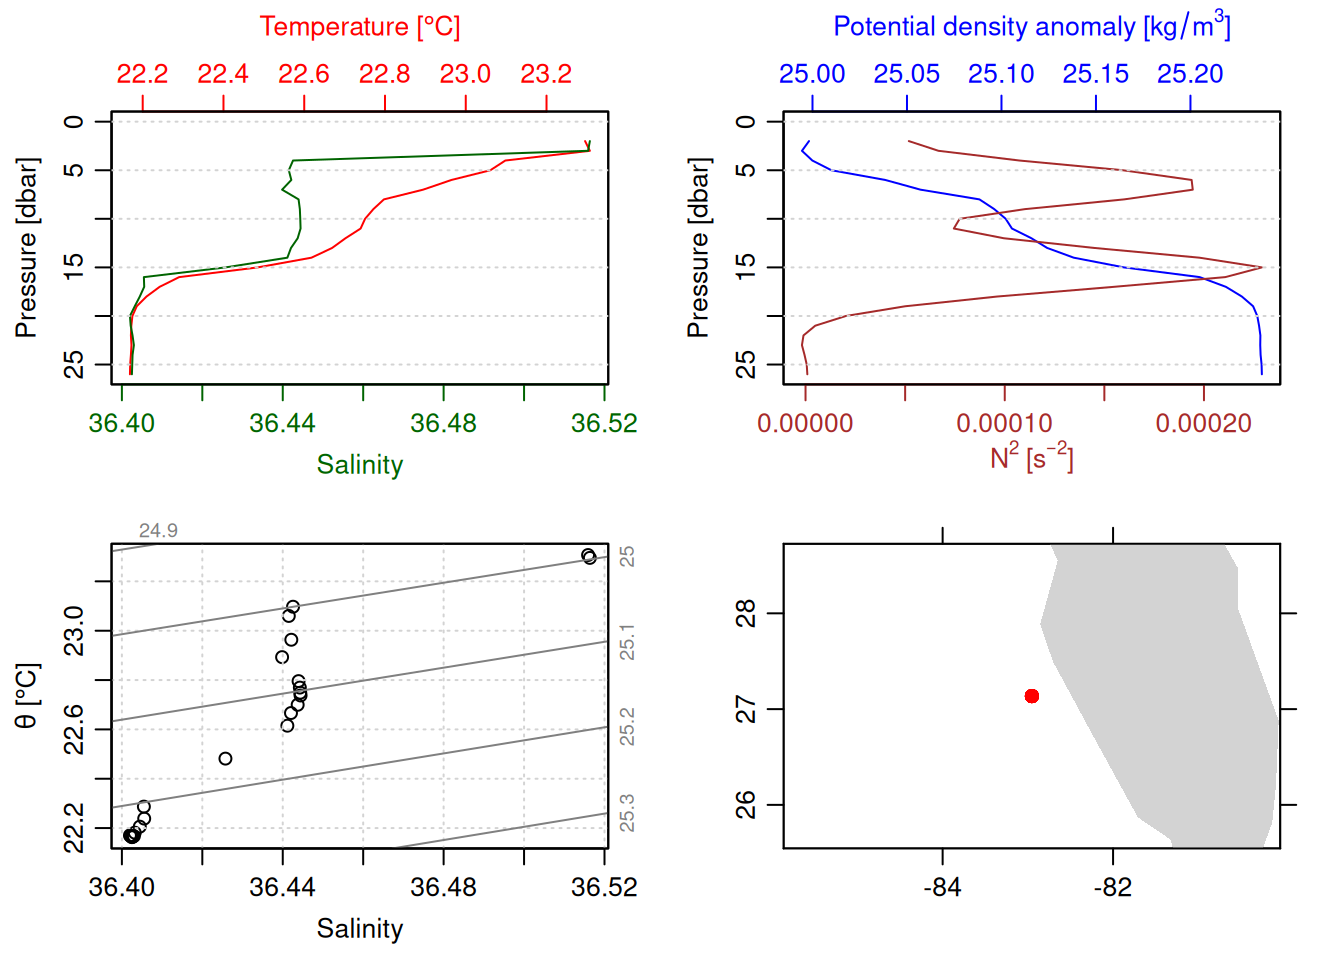 Temperature [°C]
22.2 22.4 22.6 22.8 23.0 23.2
Pressure [dbar]
0
5
15
25
36.40 36.44 36.48 36.52
Salinity
Potential density anomaly [kg/m³]
25.00 25.05 25.10 25.15 25.20
Pressure [dbar]
0
5
15
25
0.00000 0.00010 0.00020
N² [s⁻²]
24.9
θ [°C]
23.0
22.6
22.2
25
25.1
25.2
25.3
36.40 36.44 36.48 36.52
Salinity
28
27
26
-84 -82